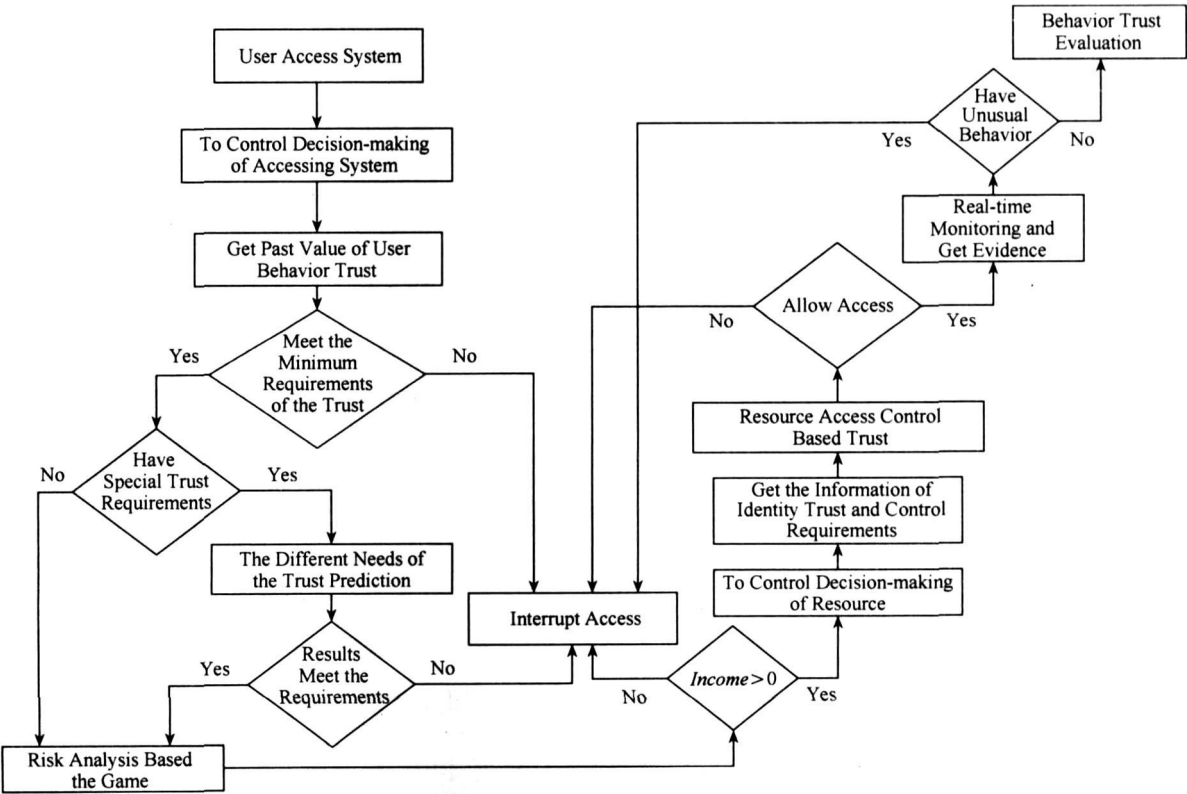 User Access System
To Control Decision-making
of Accessing System
Get Past Value of User
Behavior Trust
Meet the
Minimum
Requirements
of the Trust
Yes
No
Have
Special Trust
Requirements
No
Yes
The Different Needs of
the Trust Prediction
Results
Meet the
Requirements
Yes
No
Risk Analysis Based
the Game
Interrupt Access
Income>0
No
Yes
To Control Decision-making
of Resource
Get the Information of
Identity Trust and Control
Requirements
Resource Access Control
Based Trust
Allow Access
No
Yes
Real-time
Monitoring and
Get Evidence
Have
Unusual
Behavior
Yes
No
Behavior Trust
Evaluation